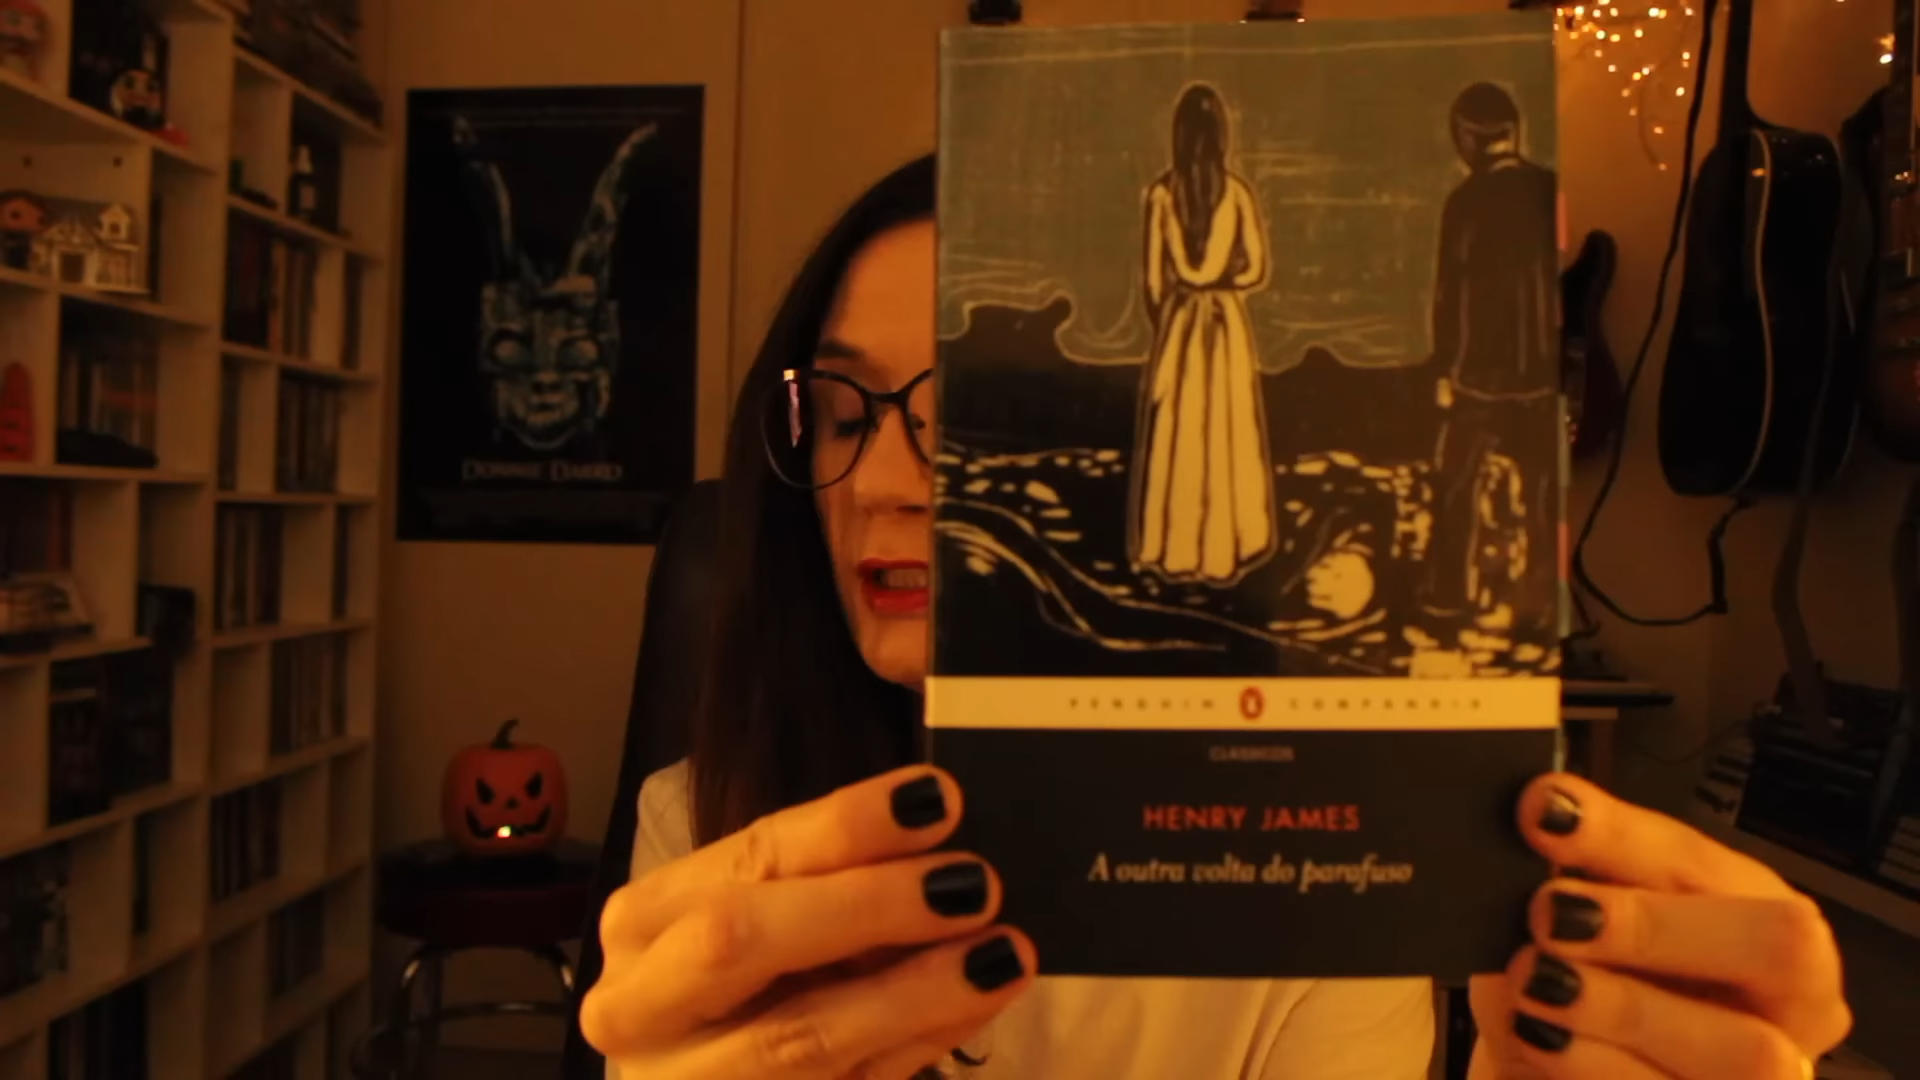 DONNIE DARKO
PENGUIN COMPANHIA
CLÁSSICOS
HENRY JAMES
A outra volta do parafuso